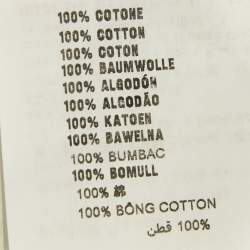 100% COTONE
100% COTTON
100% COTON
100% BAUMWOLLE
100% ALGODÓN
100% ALGODÃO
100% KATOEN
100% BAWEŁNA
100% BUMBAC
100% BOMULL
100% 綿
100% BÔNG COTTON
100% قطن